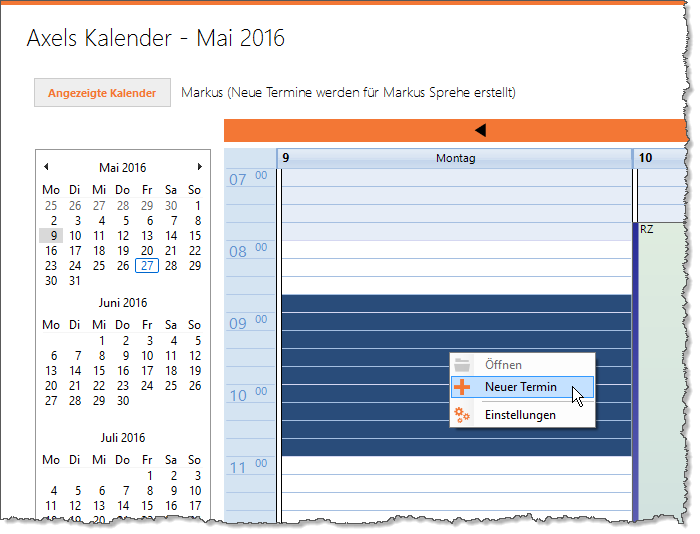 Axels Kalender - Mai 2016
Angezeigte Kalender
Markus (Neue Termine werden für Markus Sprehe erstellt)
Mai 2016
Mo Di Mi Do Fr Sa So
25 26 27 28 29 30 1
2 3 4 5 6 7 8
9 10 11 12 13 14 15
16 17 18 19 20 21 22
23 24 25 26 27 28 29
30 31
Juni 2016
Mo Di Mi Do Fr Sa So
1 2 3 4 5
6 7 8 9 10 11 12
13 14 15 16 17 18 19
20 21 22 23 24 25 26
27 28 29 30
Juli 2016
Mo Di Mi Do Fr Sa So
1 2 3
4 5 6 7 8 9 10
11 12 13 14 15 16 17
9 Montag 10
07 00
08 00
09 00
10 00
11 00
RZ
Öffnen
Neuer Termin
Einstellungen